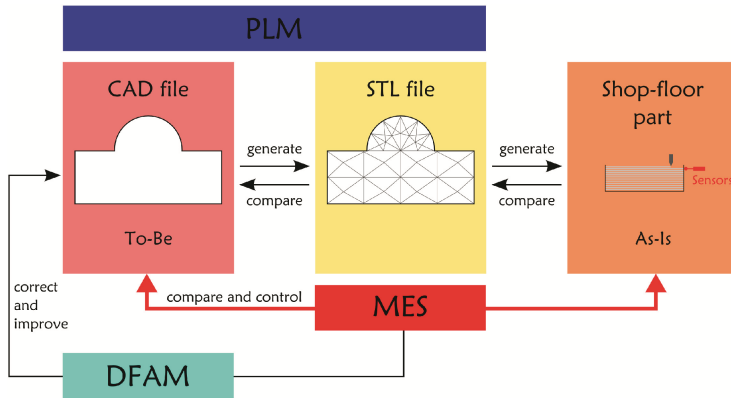 PLM
CAD file
STL file
Shop-floor
part
generate
compare
generate
compare
Sensors
To-Be
As-Is
correct
and
improve
compare and control
MES
DFAM